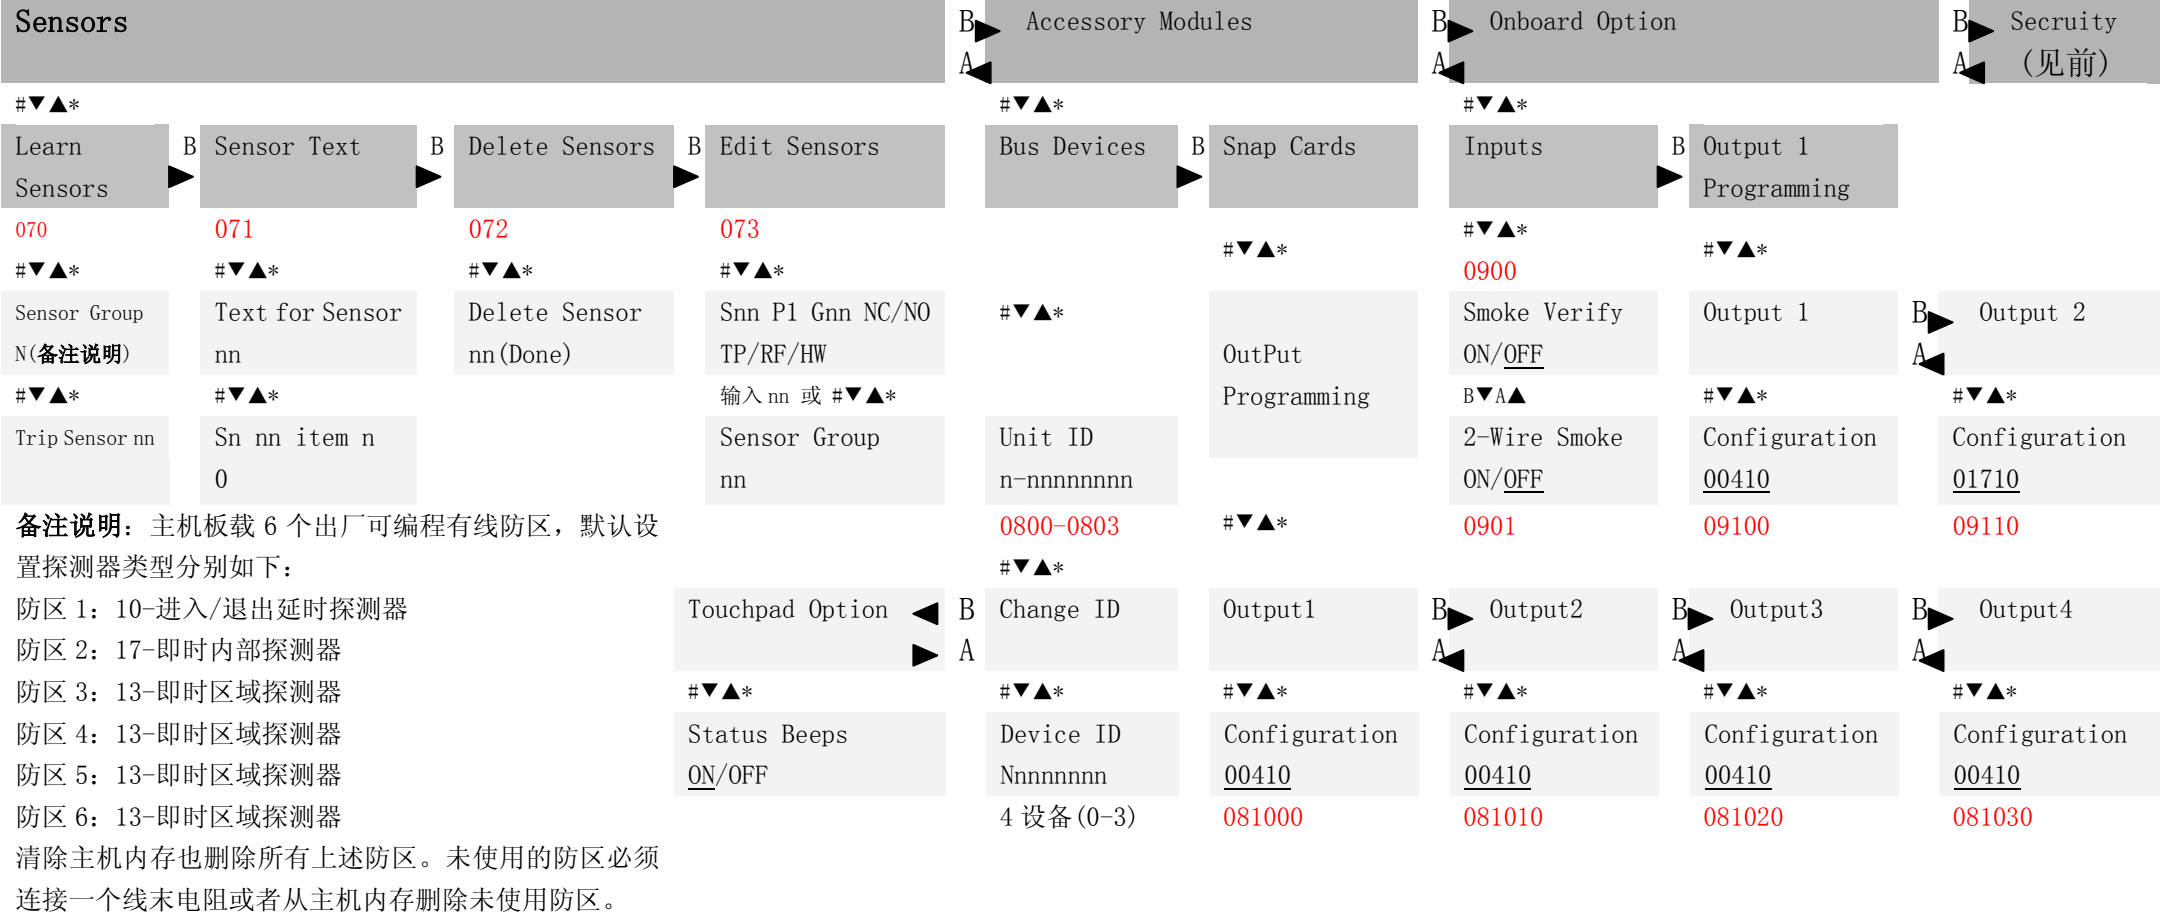 Sensors B▶ Accessory Modules B▶ Onboard Option B▶ Secruity
A◀ A◀ A◀ (见前)
#▼▲* #▼▲* #▼▲*
Learn B Sensor Text B Delete Sensors B Edit Sensors Bus Devices B Snap Cards Inputs B Output 1
Sensors ▶ ▶ ▶ ▶ ▶ Programming
070 071 072 073 #▼▲*
#▼▲* #▼▲*
#▼▲* #▼▲* #▼▲* #▼▲* 0900
Sensor Group Text for Sensor Delete Sensor Snn P1 Gnn NC/NO #▼▲* Smoke Verify Output 1 B▶ Output 2
N(备注说明) nn nn(Done) TP/RF/HW OutPut ON/OFF A◀
#▼▲* #▼▲* 输入 nn 或 #▼▲* Programming B▼A▲ #▼▲* #▼▲*
Trip Sensor nn Sn nn item n Sensor Group Unit ID 2-Wire Smoke Configuration Configuration
0 nn n-nnnnnnnn ON/OFF 00410 01710
备注说明：主机板载 6 个出厂可编程有线防区，默认设 0800-0803 #▼▲* 0901 09100 09110
置探测器类型分别如下： #▼▲*
防区 1：10-进入/退出延时探测器 Touchpad Option ◀ B Change ID Output1 B▶ Output2 B▶ Output3 B▶ Output4
防区 2：17-即时内部探测器 ▶ A A◀ A◀ A◀
防区 3：13-即时区域探测器 #▼▲* #▼▲* #▼▲* #▼▲* #▼▲* #▼▲*
防区 4：13-即时区域探测器 Status Beeps Device ID Configuration Configuration Configuration Configuration
防区 5：13-即时区域探测器 ON/OFF Nnnnnnnn 00410 00410 00410 00410
防区 6：13-即时区域探测器 4 设备(0-3) 081000 081010 081020 081030
清除主机内存也删除所有上述防区。未使用的防区必须
连接一个线末电阻或者从主机内存删除未使用防区。